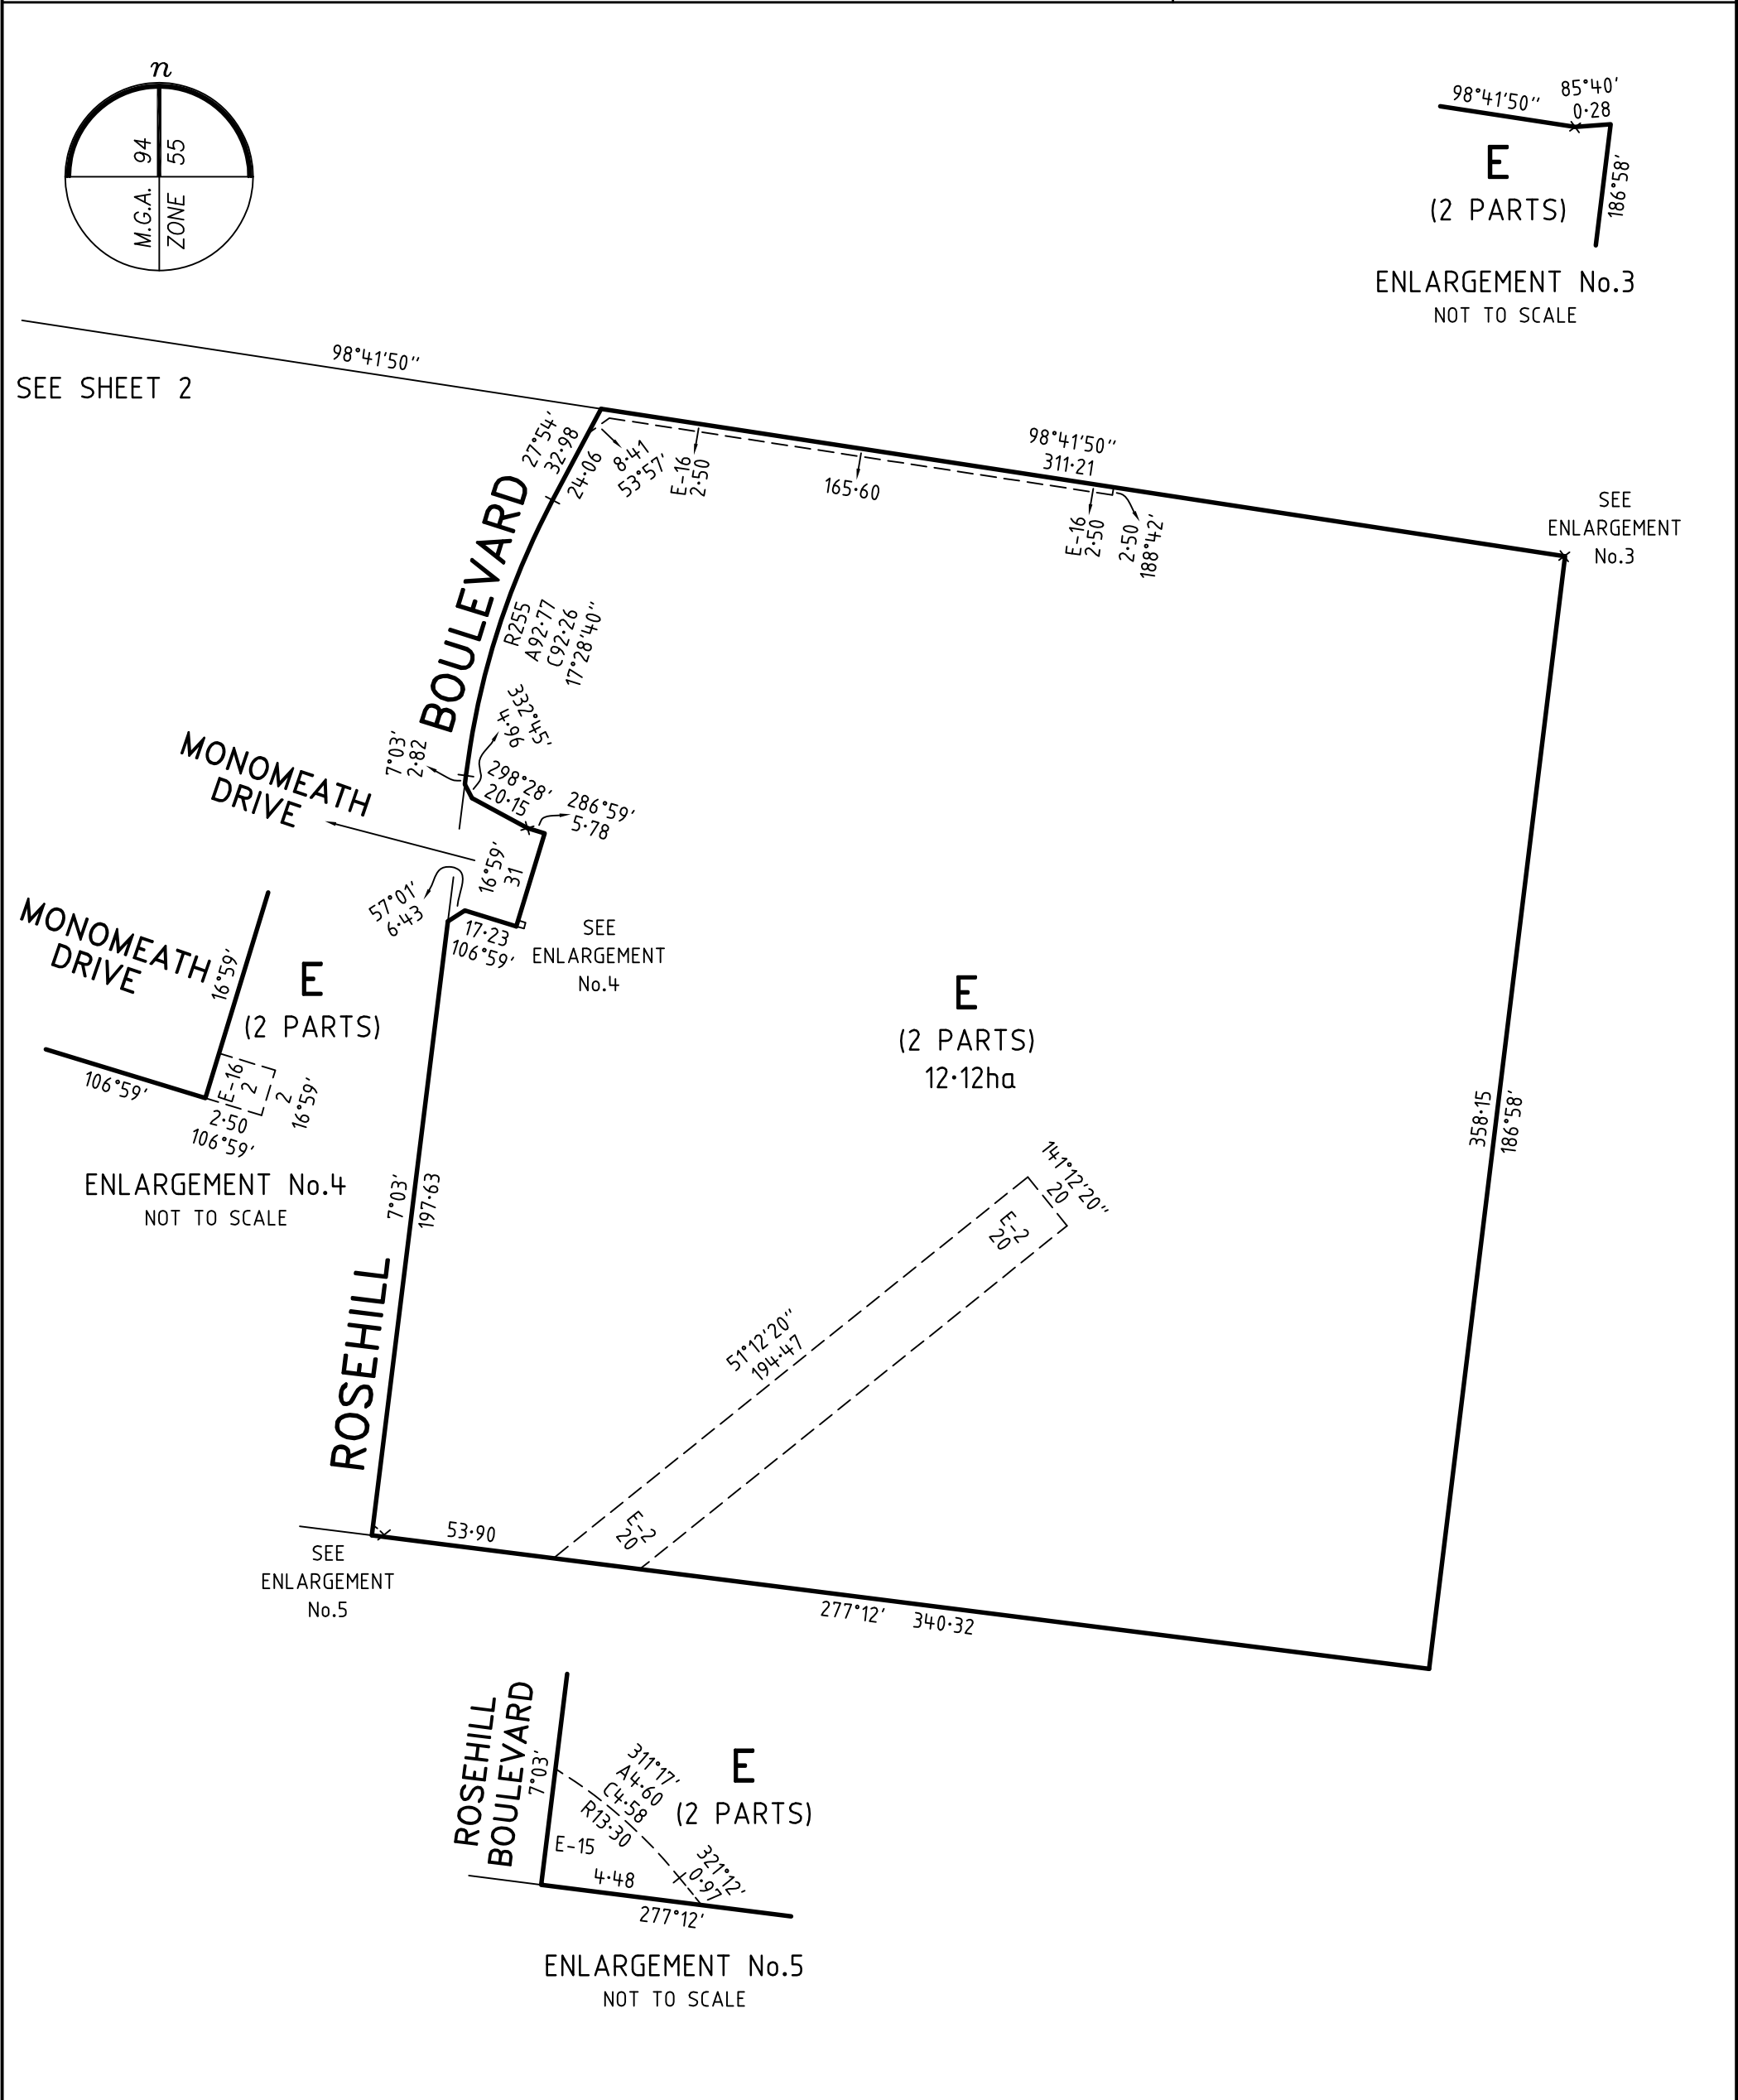 n
M.G.A. 94
ZONE 55
98°41'50"
85°40'
0·28
E
(2 PARTS)
186°58'
ENLARGEMENT No.3
NOT TO SCALE
98°41'50"
SEE SHEET 2
27°54'
32·98
24·06
8·41
53°57'
E-16
2·50
165·60
98°41'50"
311·21
E-16
2·50
2·50
188°42'
SEE
ENLARGEMENT
No.3
BOULEVARD
R255
A92·77
C92·26
17°28'40"
332°45'
4·96
7°03'
2·82
298°28'
20·15
286°59'
5·78
MONOMEATH
DRIVE
16°59'
31
57°01'
6·43
17·23
106°59'
SEE
ENLARGEMENT
No.4
MONOMEATH
DRIVE
16°59'
E
(2 PARTS)
106°59'
E-16
2
2
16°59'
2·50
106°59'
ENLARGEMENT No.4
NOT TO SCALE
E
(2 PARTS)
12·12ha
358·15
186°58'
7°03'
197·63
141°12'20"
20
E-2
20
51°12'20"
194·47
ROSEHILL
E-2
20
53·90
SEE
ENLARGEMENT
No.5
277°12' 340·32
ROSEHILL
BOULEVARD
7°03'
311°17'
A4·60
C4·58
R13·30
E
(2 PARTS)
E-15
4·48
321°12'
0·97
277°12'
ENLARGEMENT No.5
NOT TO SCALE